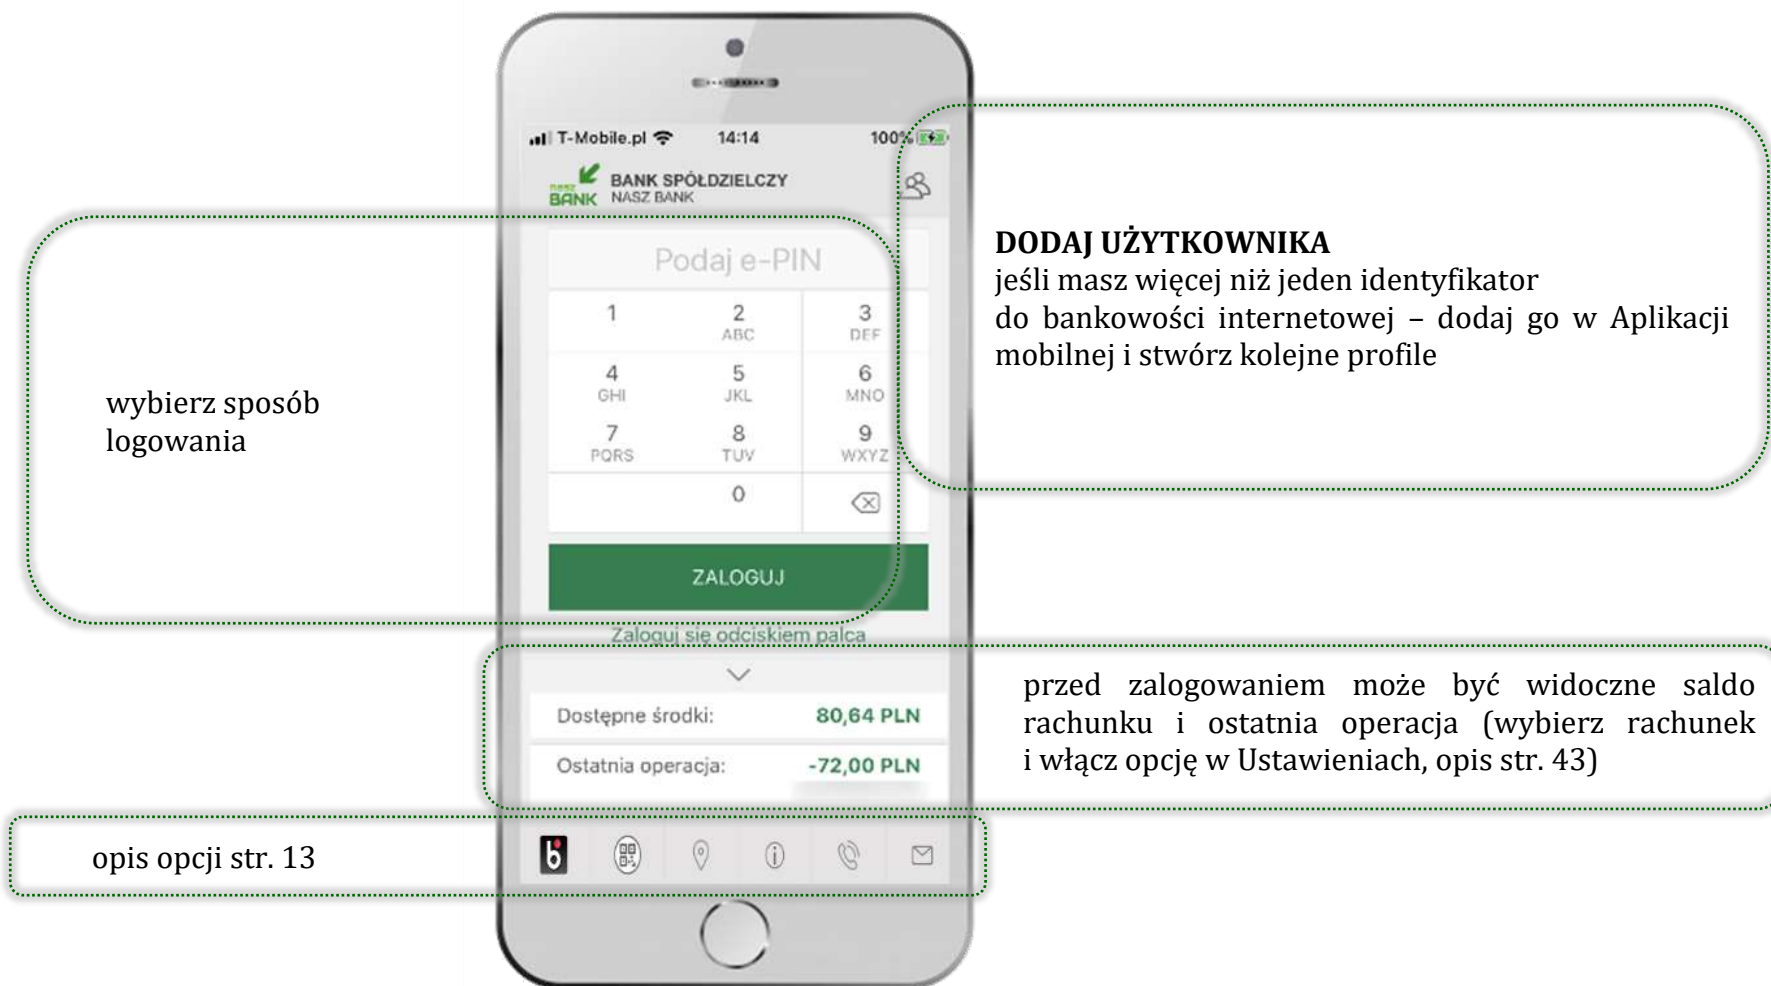 T-Mobile.pl 14:14 100%
nasz BANK
BANK SPÓŁDZIELCZY
NASZ BANK
Podaj e-PIN
1 2 3
ABC DEF
4 5 6
GHI JKL MNO
7 8 9
PQRS TUV WXYZ
0
ZALOGUJ
Zaloguj się odciskiem palca
Dostępne środki: 80,64 PLN
Ostatnia operacja: -72,00 PLN
wybierz sposób
logowania
DODAJ UŻYTKOWNIKA
jeśli masz więcej niż jeden identyfikator
do bankowości internetowej – dodaj go w Aplikacji
mobilnej i stwórz kolejne profile
przed zalogowaniem może być widoczne saldo
rachunku i ostatnia operacja (wybierz rachunek
i włącz opcję w Ustawieniach, opis str. 43)
opis opcji str. 13
b